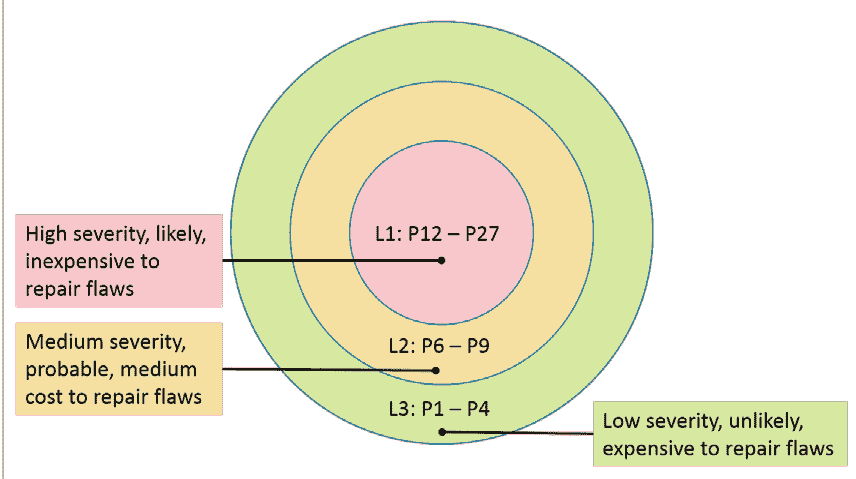 L1: P12 – P27
High severity, likely,
inexpensive to
repair flaws
L2: P6 – P9
Medium severity,
probable, medium
cost to repair flaws
L3: P1 – P4
Low severity, unlikely,
expensive to repair flaws